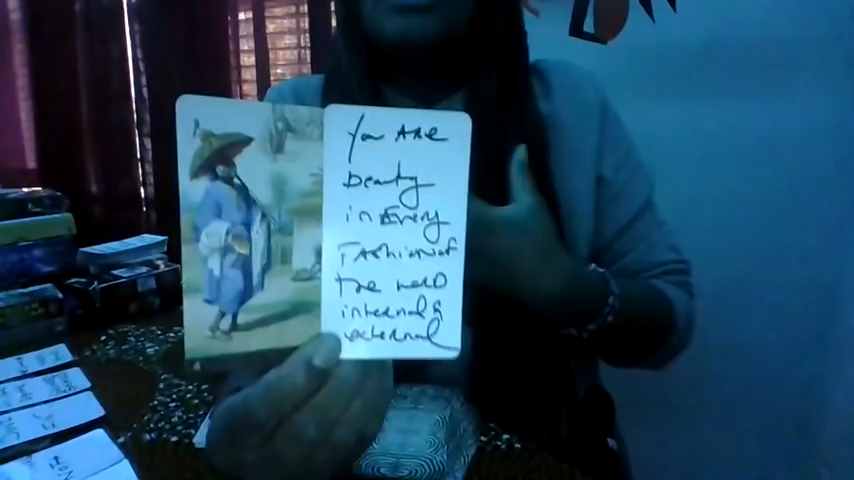 You ARE
beauty
in Every
FASHION of
THE WORD
internal &
external